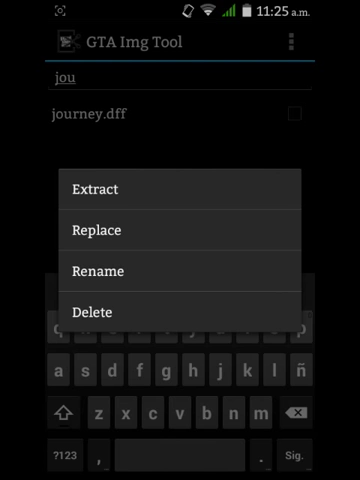 11:25 a.m.
GTA Img Tool
jou
journey.dff
Extract
Replace
Rename
Delete
q p
a s d f g h j k l ñ
z x c v b n m
?123 , . Sig.